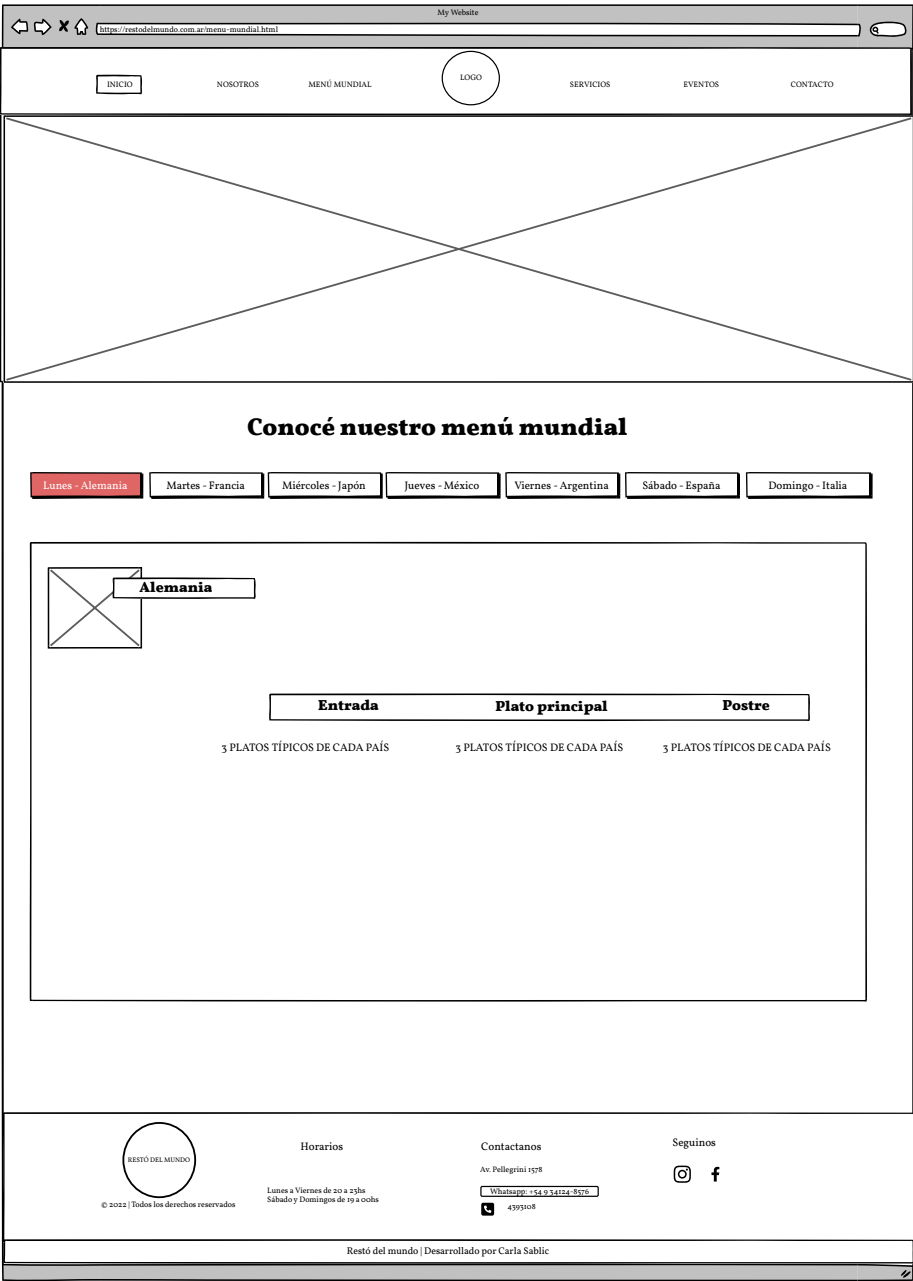 My Website
https://restodelmundo.com.ar/menu-mundial.html
INICIO
NOSOTROS
MENÚ MUNDIAL
LOGO
SERVICIOS
EVENTOS
CONTACTO
Conocé nuestro menú mundial
Lunes - Alemania
Martes - Francia
Miércoles - Japón
Jueves - México
Viernes - Argentina
Sábado - España
Domingo - Italia
Alemania
Entrada
Plato principal
Postre
3 PLATOS TÍPICOS DE CADA PAÍS
3 PLATOS TÍPICOS DE CADA PAÍS
3 PLATOS TÍPICOS DE CADA PAÍS
RESTÓ DEL MUNDO
© 2022 | Todos los derechos reservados
Horarios
Lunes a Viernes de 20 a 23hs
Sábado y Domingos de 19 a 00hs
Contactanos
Av. Pellegrini 1578
Whatsapp: +54 9 34124-8576
4393108
Seguinos
Restó del mundo | Desarrollado por Carla Sablic